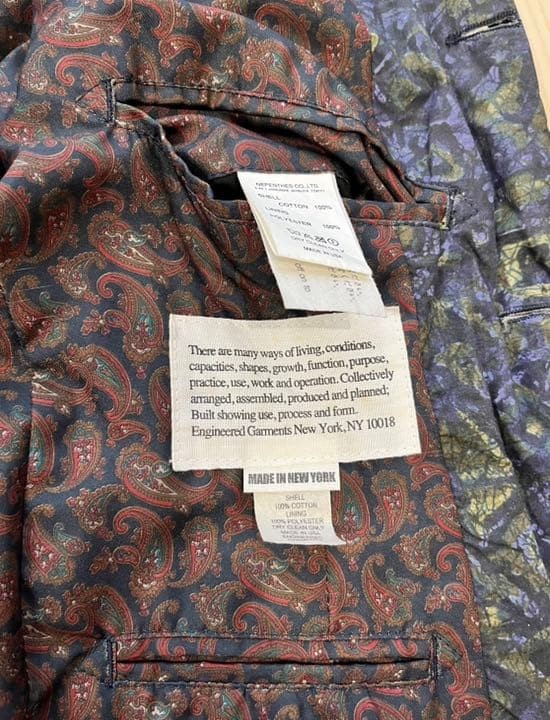 NEPENTHES CO., LTD
SHELL
COTTON 100%
LINING
POLYESTER 100%
DRY CLEAN ONLY
MADE IN USA
There are many ways of living, conditions,
capacities, shapes, growth, function, purpose,
practice, use, work and operation. Collectively
arranged, assembled, produced and planned;
Built showing use, process and form.
Engineered Garments New York, NY 10018
MADE IN NEW YORK
SHELL
100% COTTON
LINING
100% POLYESTER
DRY CLEAN ONLY
MADE IN USA